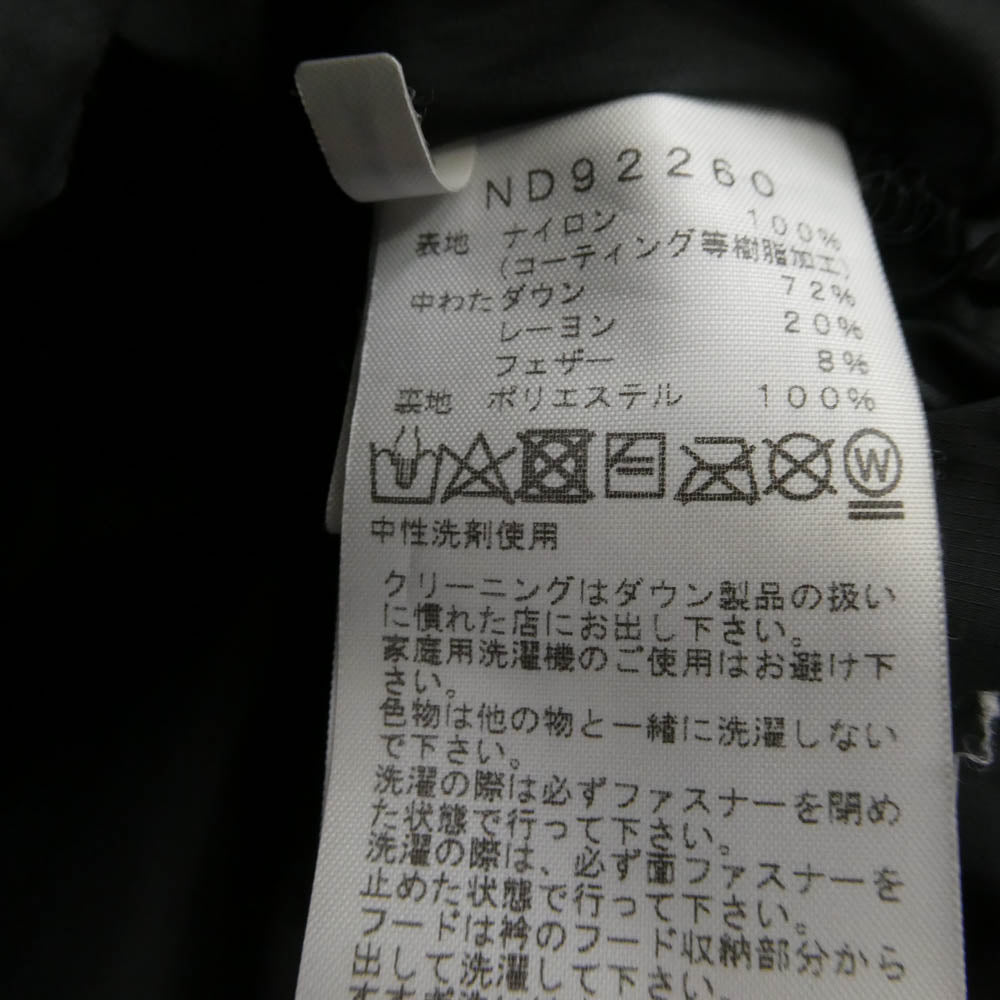 ND92260
表地 ナイロン 100%
(コーティング等樹脂加工)
中わた ダウン 72%
レーヨン 20%
フェザー 8%
裏地 ポリエステル 100%
W
中性洗剤使用
クリーニングはダウン製品の扱い
に慣れた店にお出し下さい。
家庭用洗濯機のご使用はお避け下
さい。
色物は他の物と一緒に洗濯しない
で下さい。
洗濯の際は必ずファスナーを閉め
た状態で行って下さい。
洗濯の際は、必ず面ファスナーを
止めた状態で行って下さい。
フードは衿のフード収納部分から
出して洗濯して下さい。